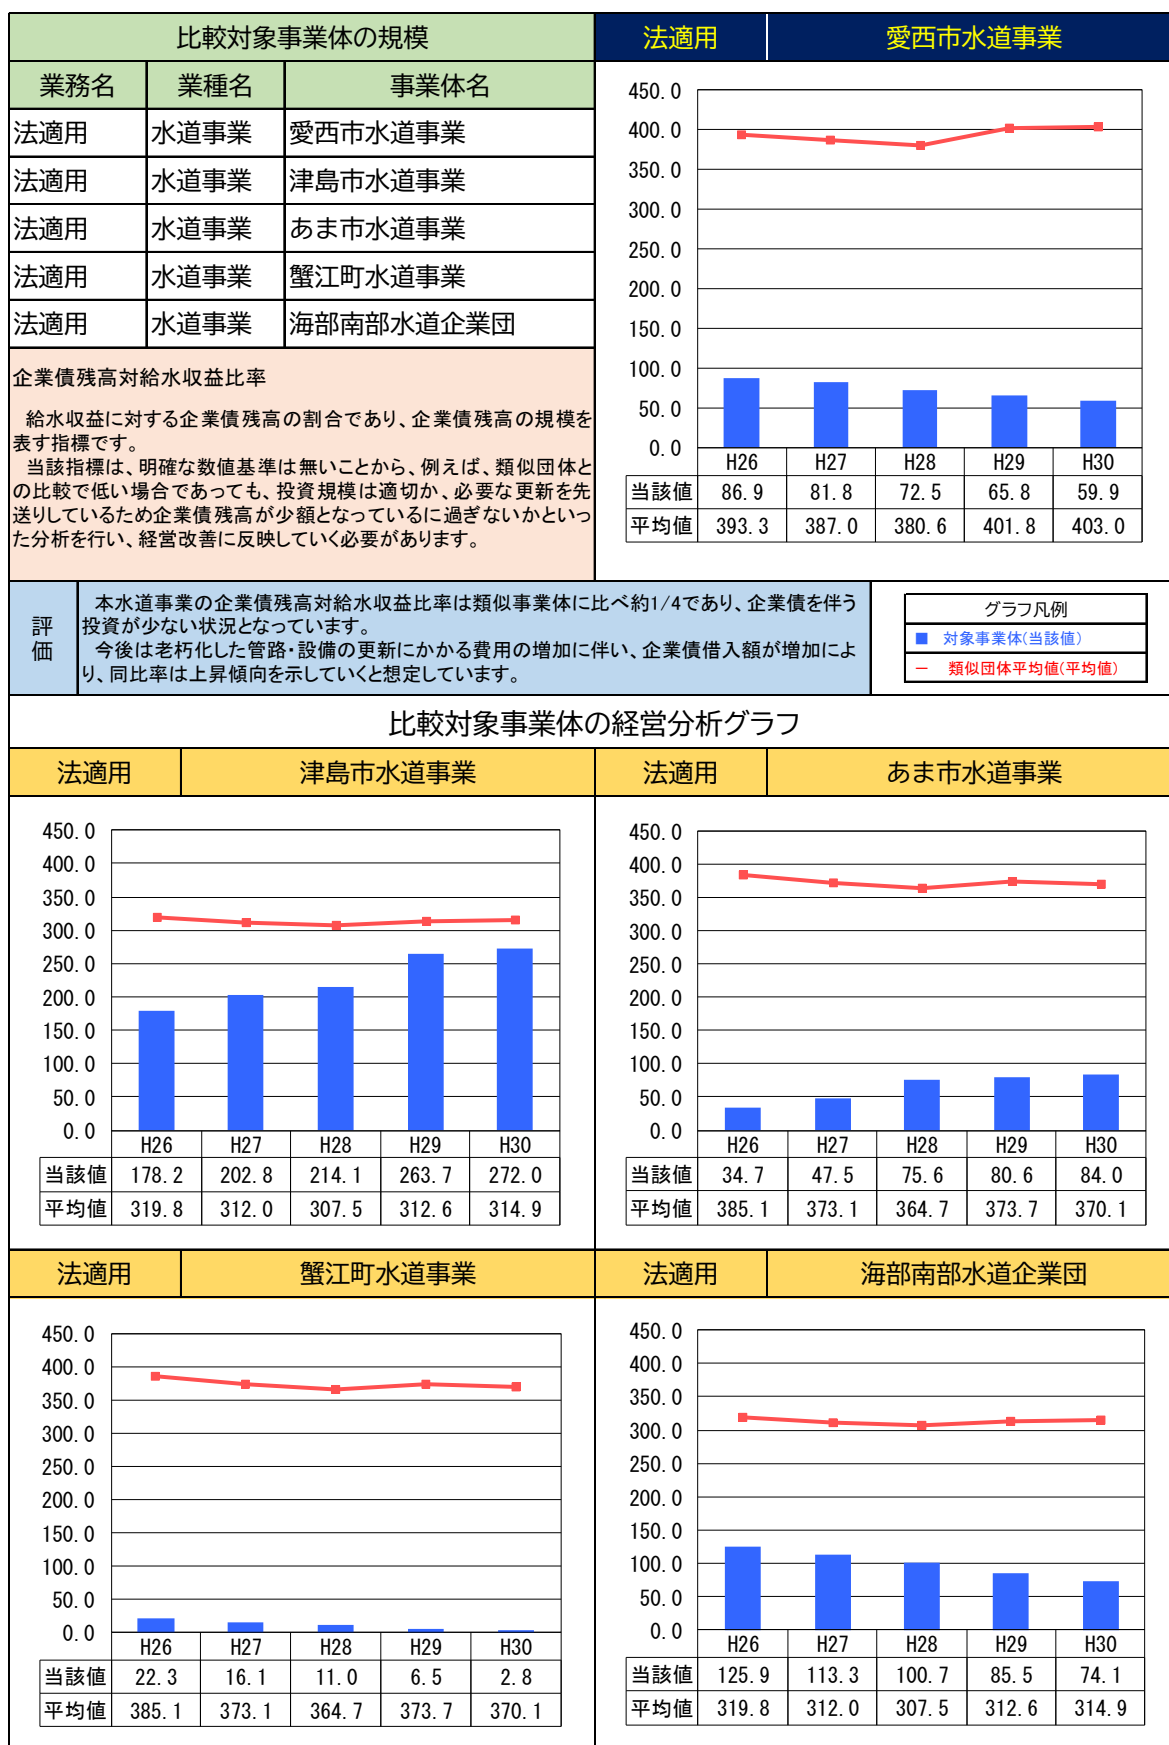 比較対象事業体の規模
業務名 業種名 事業体名
法適用 水道事業 愛西市水道事業
法適用 水道事業 津島市水道事業
法適用 水道事業 あま市水道事業
法適用 水道事業 蟹江町水道事業
法適用 水道事業 海部南部水道企業団
企業債残高対給水収益比率
給水収益に対する企業債残高の割合であり、企業債残高の規模を
表す指標です。
当該指標は、明確な数値基準は無いことから、例えば、類似団体と
の比較で低い場合であっても、投資規模は適切か、必要な更新を先
送りしているため企業債残高が少額となっているに過ぎないかといっ
た分析を行い、経営改善に反映していく必要があります。
法適用 愛西市水道事業
450.0
400.0
350.0
300.0
250.0
200.0
150.0
100.0
50.0
0.0
H26 H27 H28 H29 H30
当該値 86.9 81.8 72.5 65.8 59.9
平均値 393.3 387.0 380.6 401.8 403.0
評
価
本水道事業の企業債残高対給水収益比率は類似事業体に比べ約1/4であり、企業債を伴う
投資が少ない状況となっています。
今後は老朽化した管路・設備の更新にかかる費用の増加に伴い、企業債借入額が増加によ
り、同比率は上昇傾向を示していくと想定しています。
グラフ凡例
■ 対象事業体(当該値)
― 類似団体平均値(平均値)
比較対象事業体の経営分析グラフ
法適用 津島市水道事業
450.0
400.0
350.0
300.0
250.0
200.0
150.0
100.0
50.0
0.0
H26 H27 H28 H29 H30
当該値 178.2 202.8 214.1 263.7 272.0
平均値 319.8 312.0 307.5 312.6 314.9
法適用 あま市水道事業
450.0
400.0
350.0
300.0
250.0
200.0
150.0
100.0
50.0
0.0
H26 H27 H28 H29 H30
当該値 34.7 47.5 75.6 80.6 84.0
平均値 385.1 373.1 364.7 373.7 370.1
法適用 蟹江町水道事業
450.0
400.0
350.0
300.0
250.0
200.0
150.0
100.0
50.0
0.0
H26 H27 H28 H29 H30
当該値 22.3 16.1 11.0 6.5 2.8
平均値 385.1 373.1 364.7 373.7 370.1
法適用 海部南部水道企業団
450.0
400.0
350.0
300.0
250.0
200.0
150.0
100.0
50.0
0.0
H26 H27 H28 H29 H30
当該値 125.9 113.3 100.7 85.5 74.1
平均値 319.8 312.0 307.5 312.6 314.9